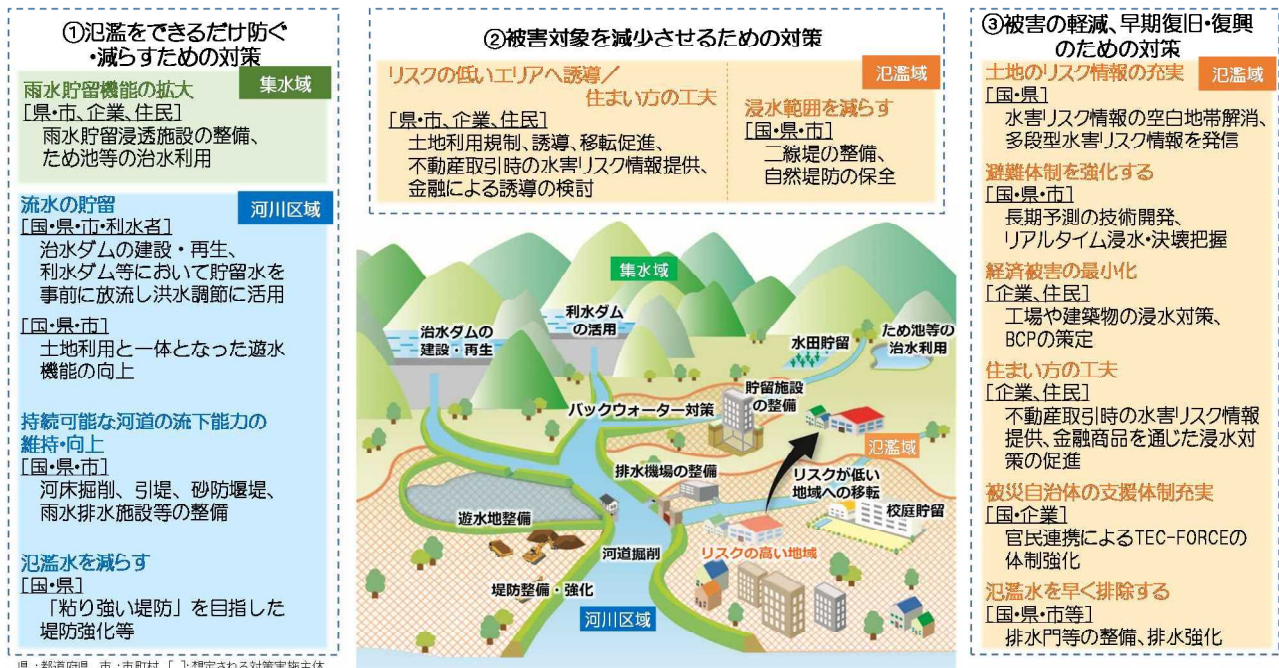 ①氾濫をできるだけ防ぐ
・減らすための対策
集水域
雨水貯留機能の拡大
[県・市、企業、住民]
雨水貯留浸透施設の整備、
ため池等の治水利用
河川区域
流水の貯留
[国・県・市・利水者]
治水ダムの建設・再生、
利水ダム等において貯留水を
事前に放流し洪水調節に活用
[国・県・市]
土地利用と一体となった遊水
機能の向上
持続可能な河道の流下能力の
維持・向上
[国・県・市]
河床掘削、引堤、砂防堰堤、
雨水排水施設等の整備
氾濫水を減らす
[国・県]
「粘り強い堤防」を目指した
堤防強化等
県：都道府県、市：市町村、[ ]：想定される対策実施主体
②被害対象を減少させるための対策
氾濫域
リスクの低いエリアへ誘導／
住まい方の工夫
[県・市、企業、住民]
土地利用規制、誘導、移転促進、
不動産取引時の水害リスク情報提供、
金融による誘導の検討
浸水範囲を減らす
[国・県・市]
二線堤の整備、
自然堤防の保全
集水域
利水ダム
の活用
治水ダムの
建設・再生
ため池等の
治水利用
水田貯留
貯留施設
の整備
バックウォーター対策
氾濫域
排水機場の整備
リスクが低い
地域への移転
校庭貯留
遊水地整備
河道掘削
リスクの高い地域
堤防整備・強化
河川区域
③被害の軽減、早期復旧・復興
のための対策
氾濫域
土地のリスク情報の充実
[国・県]
水害リスク情報の空白地帯解消、
多段型水害リスク情報を発信
避難体制を強化する
[国・県・市]
長期予測の技術開発、
リアルタイム浸水・決壊把握
経済被害の最小化
[企業、住民]
工場や建築物の浸水対策、
BCPの策定
住まい方の工夫
[企業、住民]
不動産取引時の水害リスク情報
提供、金融商品を通じた浸水対
策の促進
被災自治体の支援体制充実
[国・企業]
官民連携によるTEC-FORCEの
体制強化
氾濫水を早く排除する
[国・県・市等]
排水門等の整備、排水強化